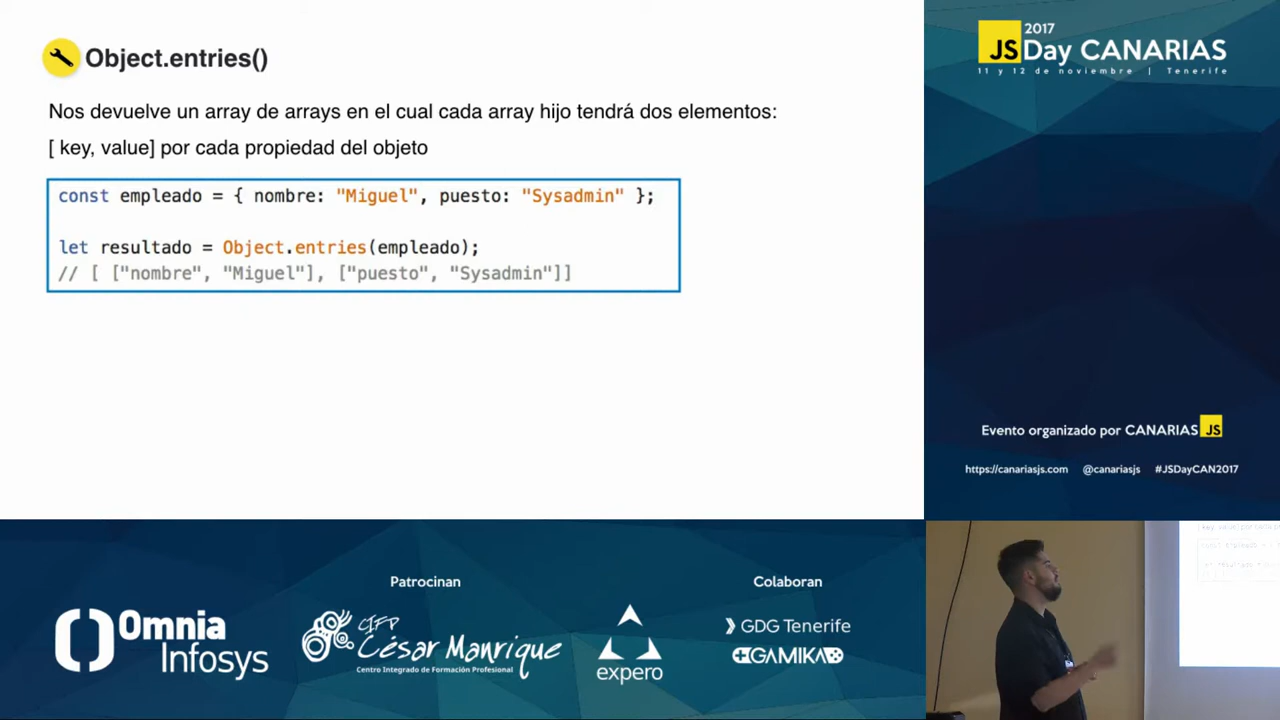 Object.entries()
Nos devuelve un array de arrays en el cual cada array hijo tendrá dos elementos:
[ key, value] por cada propiedad del objeto
const empleado = { nombre: "Miguel", puesto: "Sysadmin" };
let resultado = Object.entries(empleado);
// [ ["nombre", "Miguel"], ["puesto", "Sysadmin"]]
2017
JSDay CANARIAS
11 y 12 de noviembre | Tenerife
Evento organizado por CANARIAS JS
https://canariasjs.com @canariasjs #JSDayCAN2017
Patrocinan
Omnia
Infosys
CIFP
César Manrique
Centro Integrado de Formación Profesional
expero
Colaboran
GDG Tenerife
GAMIKA